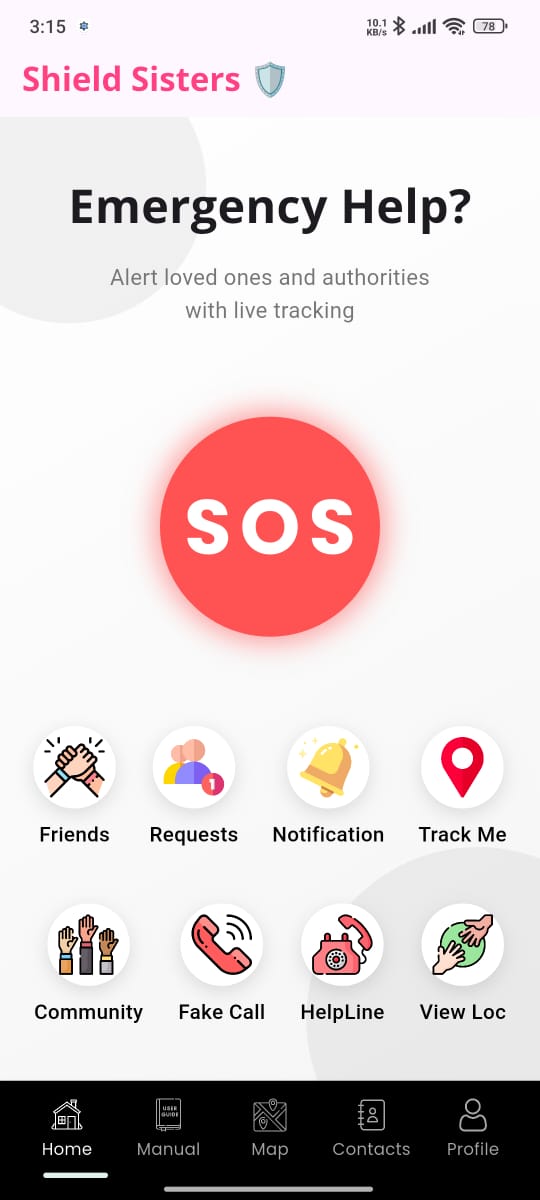 3:15
10.1
KB/s
78
Shield Sisters
Emergency Help?
Alert loved ones and authorities
with live tracking
SOS
1
Friends Requests Notification Track Me
Community Fake Call HelpLine View Loc
USER
GUIDE
Home Manual Map Contacts Profile